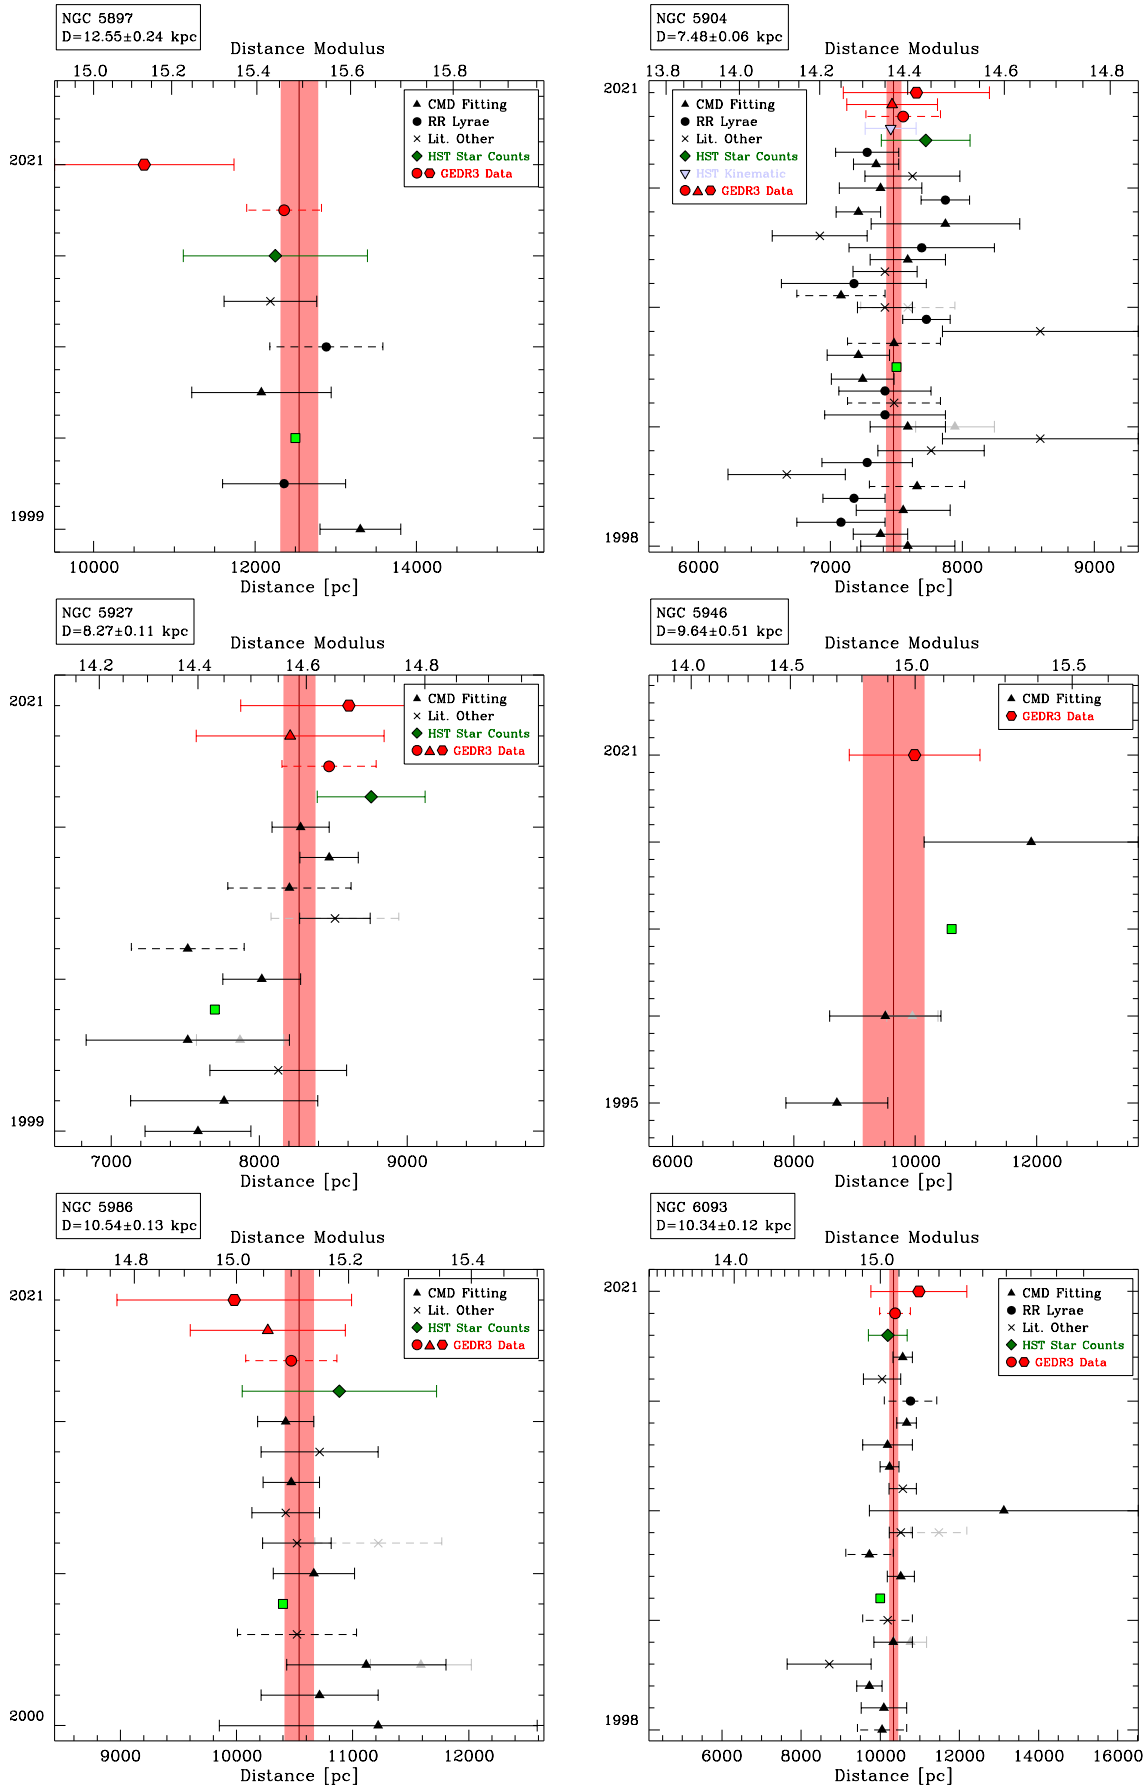 NGC 5897
D=12.55±0.24 kpc
Distance Modulus
15.0 15.2 15.4 15.6 15.8
2021
1999
CMD Fitting
RR Lyrae
Lit. Other
HST Star Counts
GEDR3 Data
10000 12000 14000
Distance [pc]
NGC 5904
D=7.48±0.06 kpc
Distance Modulus
13.8 14.0 14.2 14.4 14.6 14.8
2021
1998
CMD Fitting
RR Lyrae
Lit. Other
HST Star Counts
HST Kinematic
GEDR3 Data
6000 7000 8000 9000
Distance [pc]
NGC 5927
D=8.27±0.11 kpc
Distance Modulus
14.2 14.4 14.6 14.8
2021
1999
CMD Fitting
Lit. Other
HST Star Counts
GEDR3 Data
7000 8000 9000
Distance [pc]
NGC 5946
D=9.64±0.51 kpc
Distance Modulus
14.0 14.5 15.0 15.5
2021
1995
CMD Fitting
GEDR3 Data
6000 8000 10000 12000
Distance [pc]
NGC 5986
D=10.54±0.13 kpc
Distance Modulus
14.8 15.0 15.2 15.4
2021
2000
CMD Fitting
Lit. Other
HST Star Counts
GEDR3 Data
9000 10000 11000 12000
Distance [pc]
NGC 6093
D=10.34±0.12 kpc
Distance Modulus
14.0 15.0
2021
1998
CMD Fitting
RR Lyrae
Lit. Other
HST Star Counts
GEDR3 Data
6000 8000 10000 12000 14000 16000
Distance [pc]